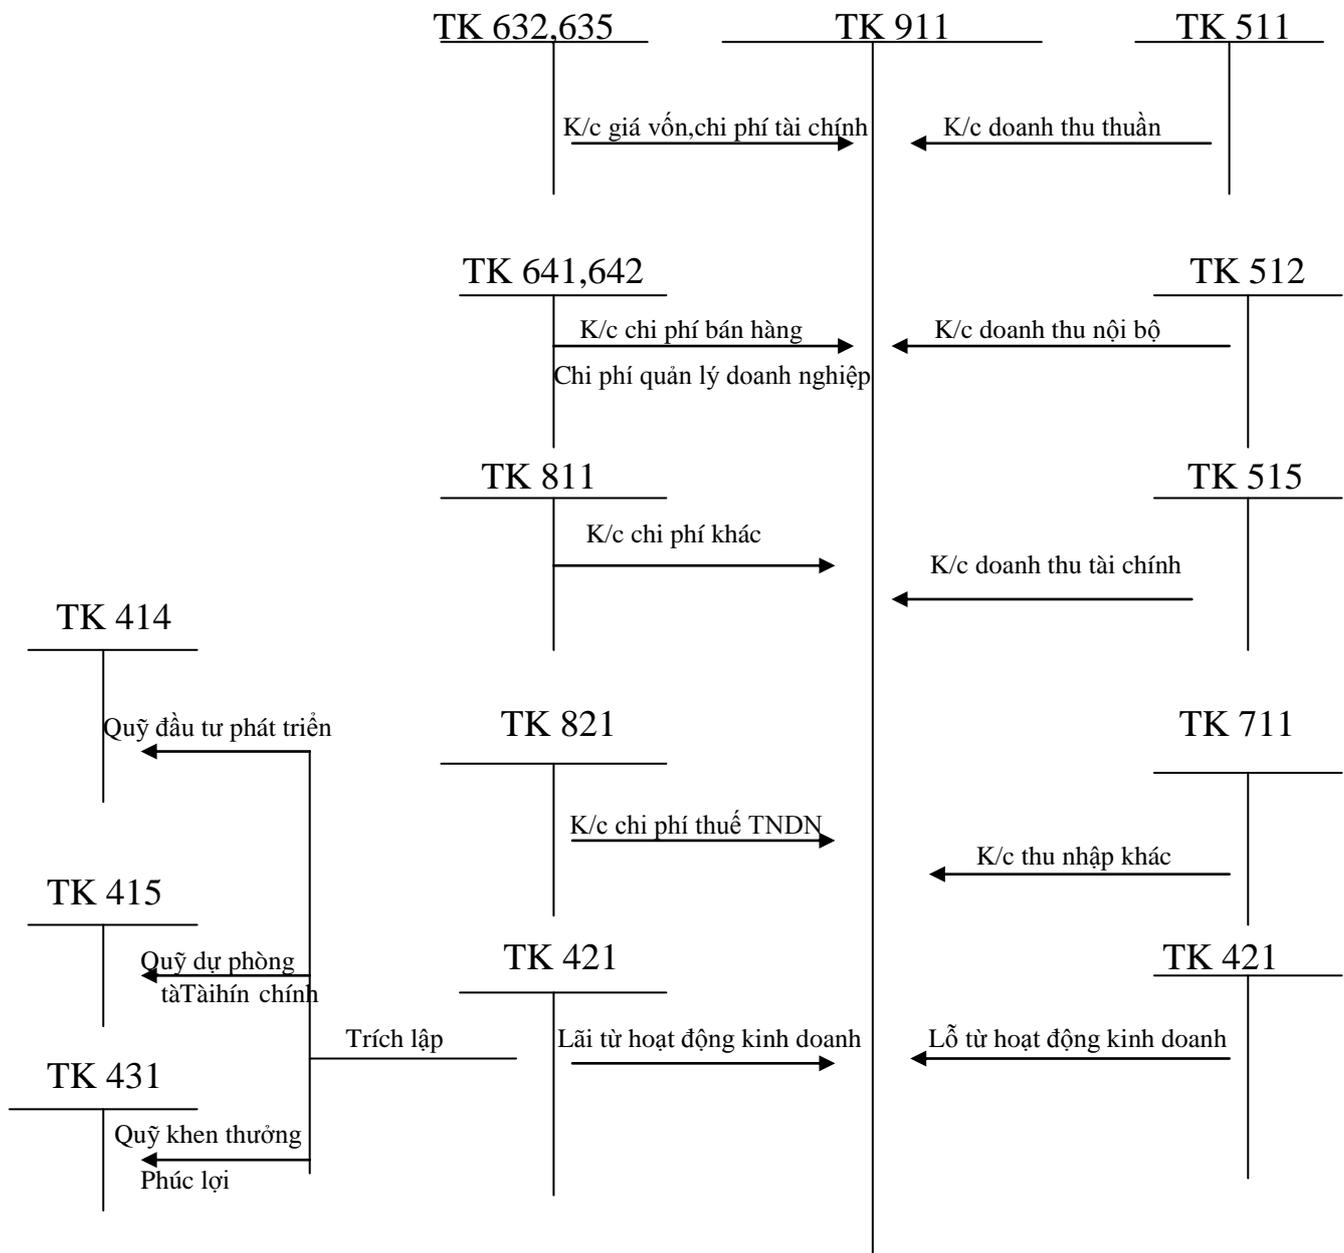 TK 632,635
TK 911
TK 511
K/c giá vốn,chi phí tài chính
K/c doanh thu thuần
TK 641,642
TK 512
K/c chi phí bán hàng
K/c doanh thu nội bộ
Chi phí quản lý doanh nghiệp
TK 811
TK 515
K/c chi phí khác
K/c doanh thu tài chính
TK 414
TK 821
TK 711
Quỹ đầu tư phát triển
K/c chi phí thuế TNDN
K/c thu nhập khác
TK 415
TK 421
TK 421
Quỹ dự phòng
tàTàihín chính
Trích lập
Lãi từ hoạt động kinh doanh
Lỗ từ hoạt động kinh doanh
TK 431
Quỹ khen thưởng
Phúc lợi